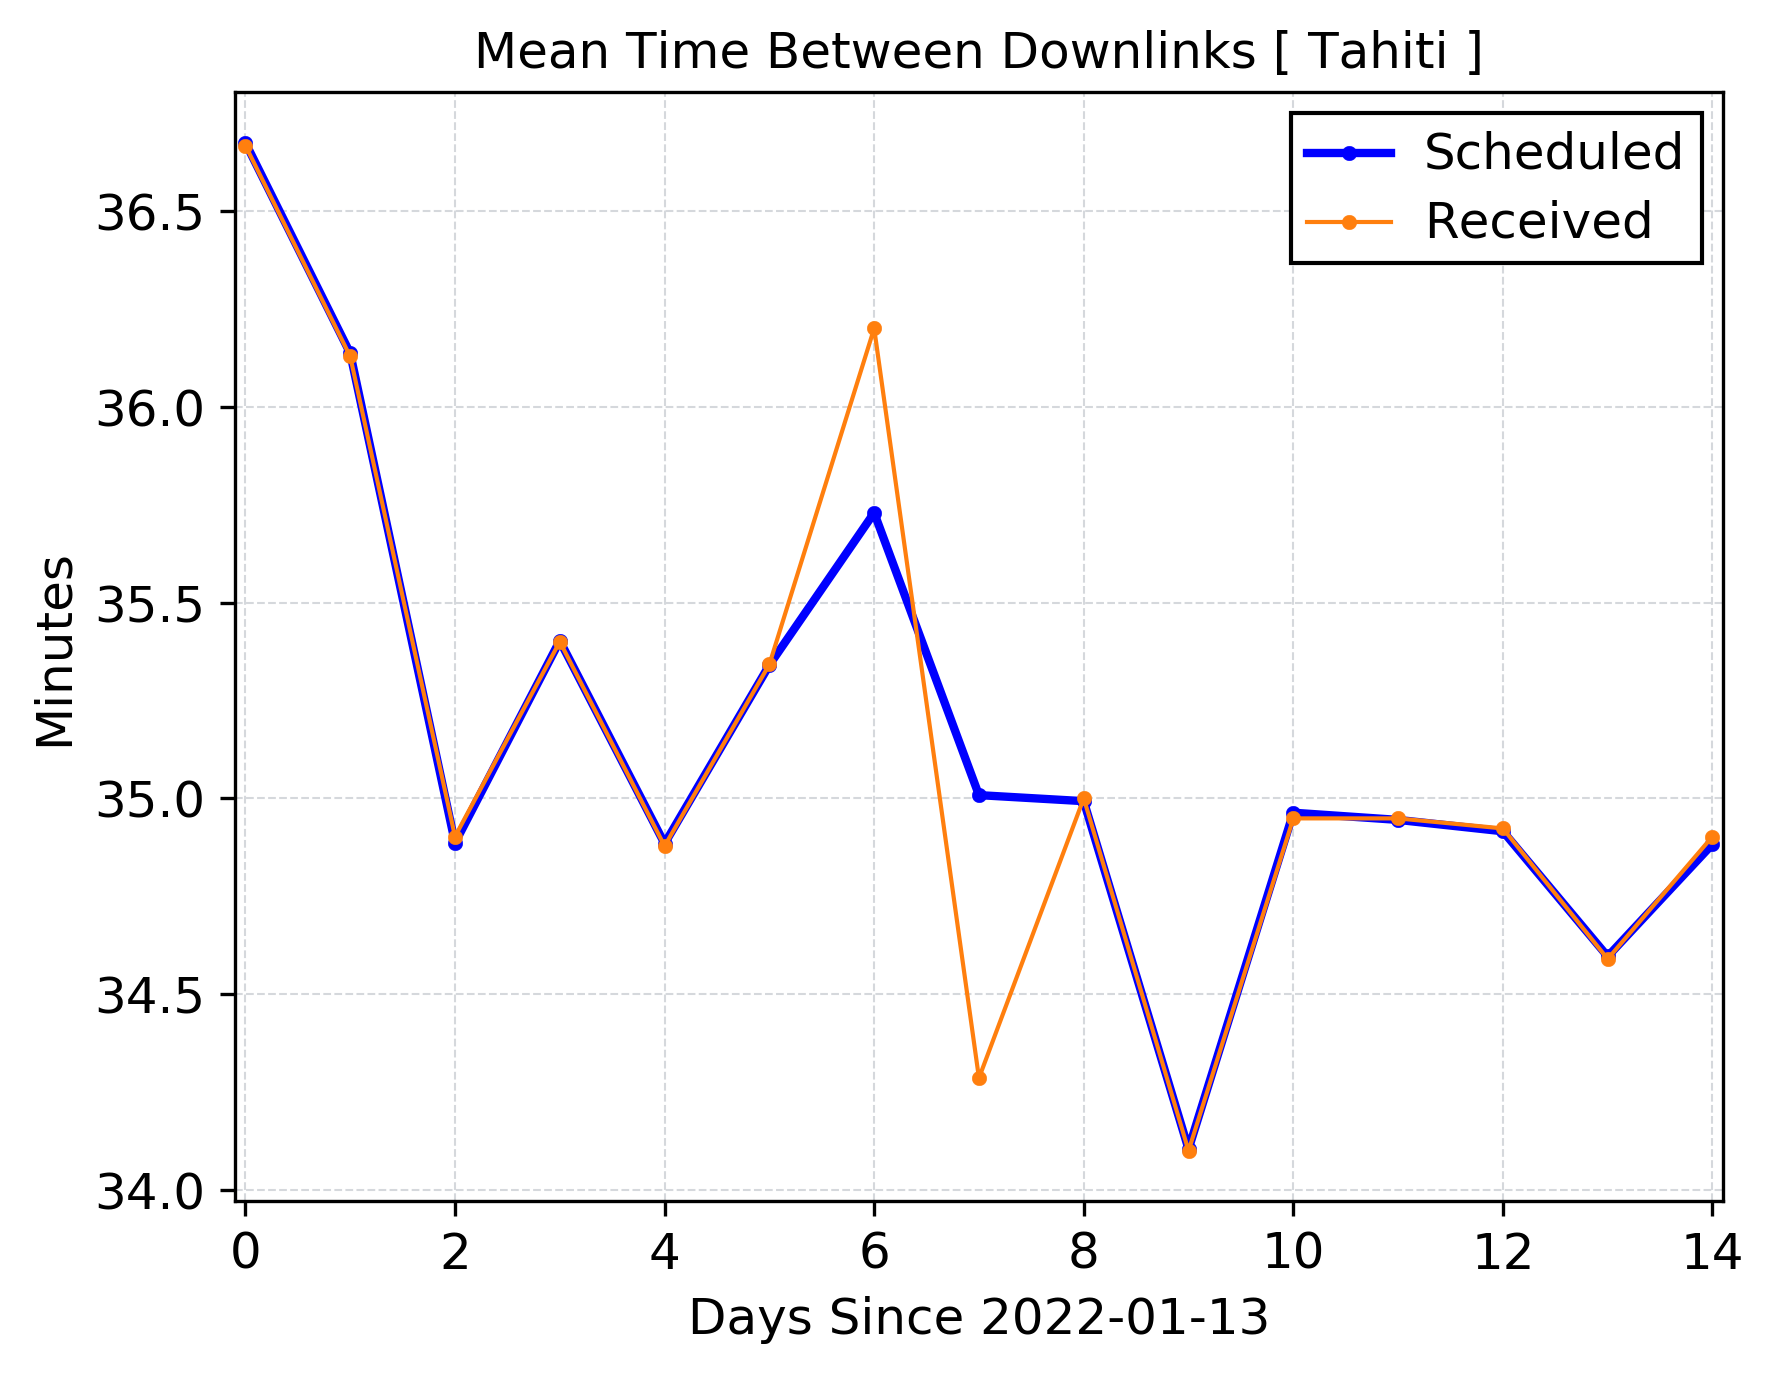 Mean Time Between Downlinks [ Tahiti ]
Scheduled
Received
Minutes
36.5
36.0
35.5
35.0
34.5
34.0
0 2 4 6 8 10 12 14
Days Since 2022-01-13